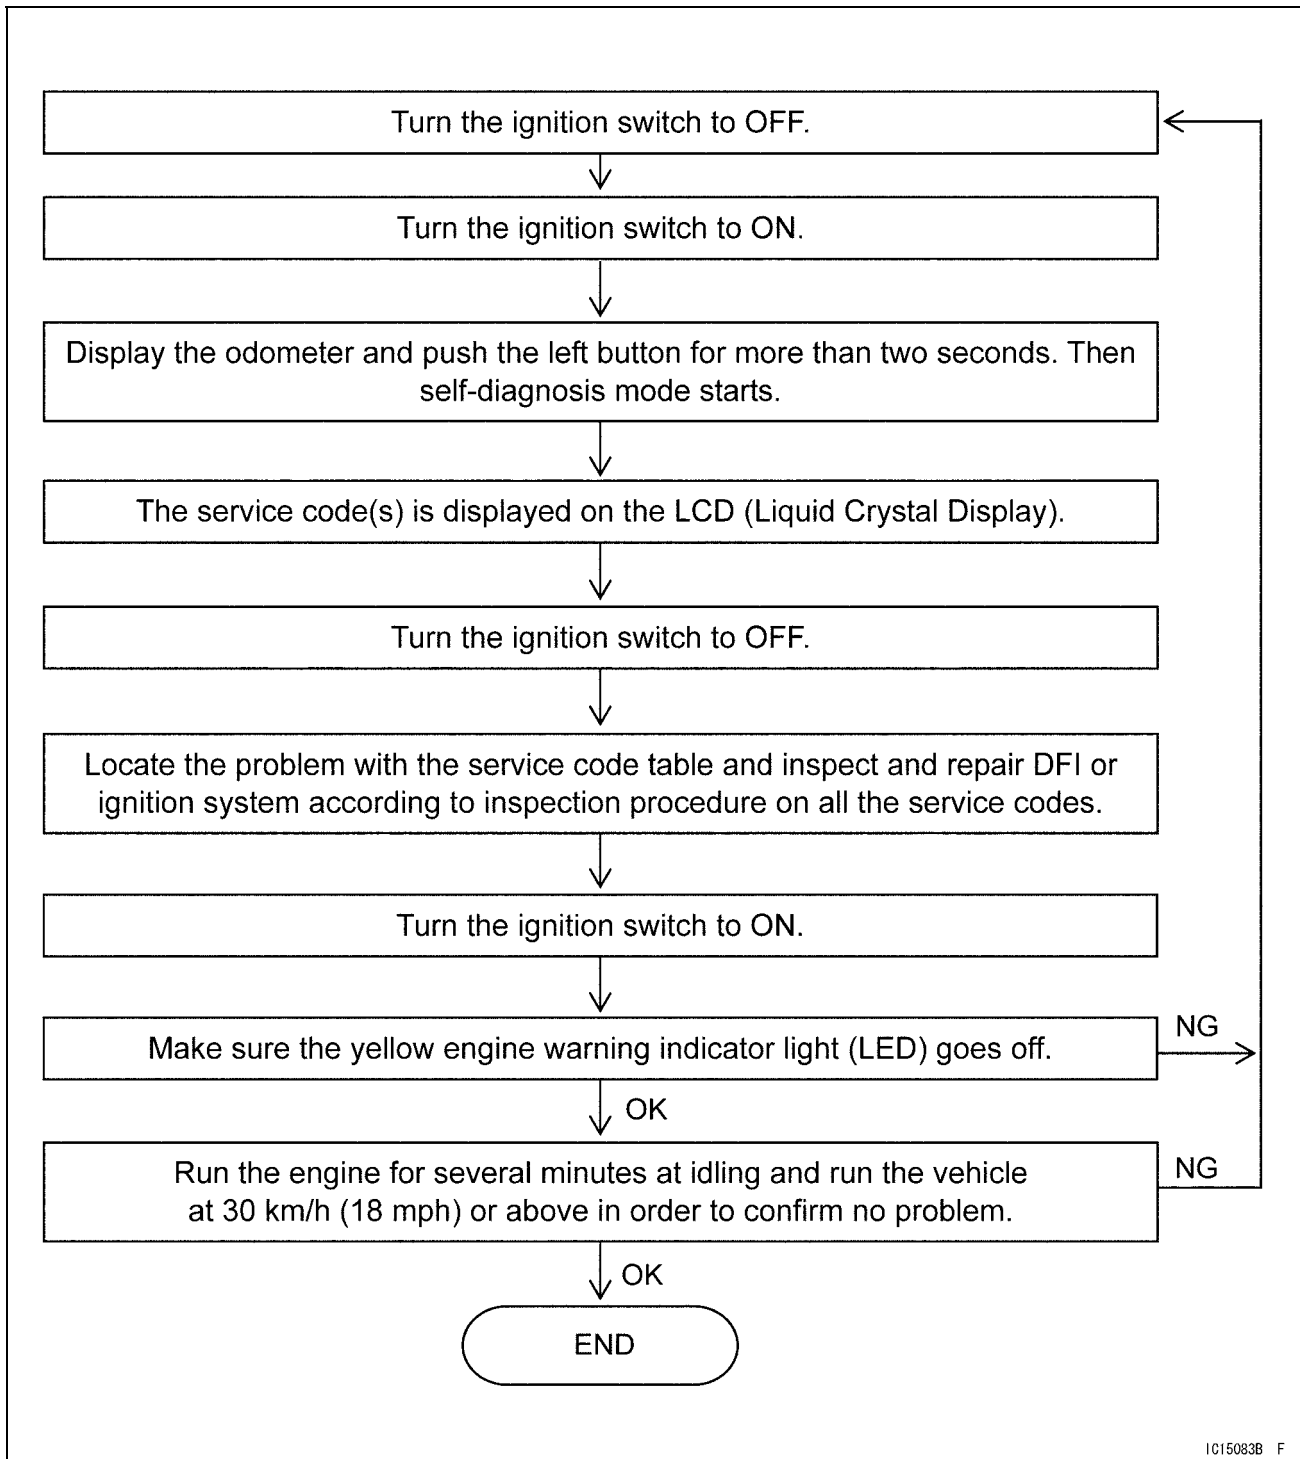 Turn the ignition switch to OFF.
Turn the ignition switch to ON.
Display the odometer and push the left button for more than two seconds. Then
self-diagnosis mode starts.
The service code(s) is displayed on the LCD (Liquid Crystal Display).
Turn the ignition switch to OFF.
Locate the problem with the service code table and inspect and repair DFI or
ignition system according to inspection procedure on all the service codes.
Turn the ignition switch to ON.
Make sure the yellow engine warning indicator light (LED) goes off.
NG
OK
Run the engine for several minutes at idling and run the vehicle
at 30 km/h (18 mph) or above in order to confirm no problem.
NG
OK
END
IC15083B F